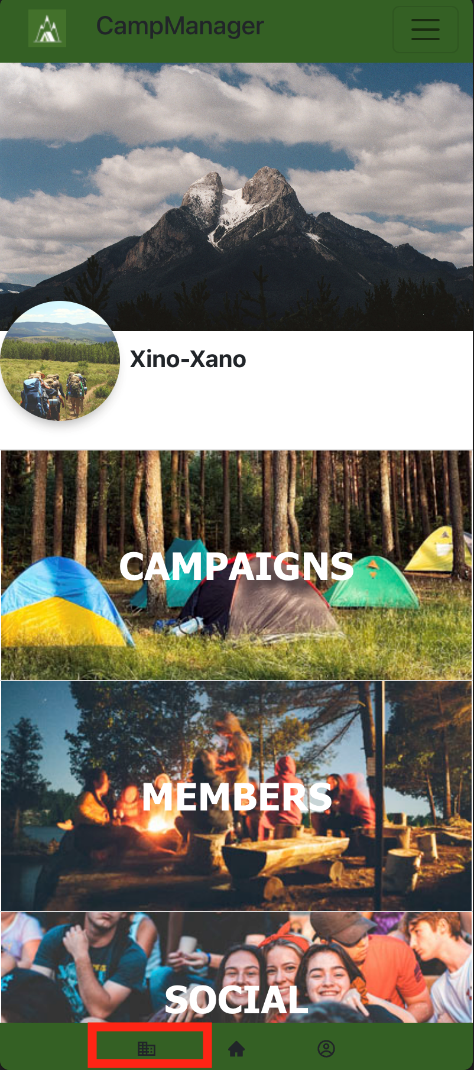 CampManager
Xino-Xano
CAMPAIGNS
MEMBERS
SOCIAL